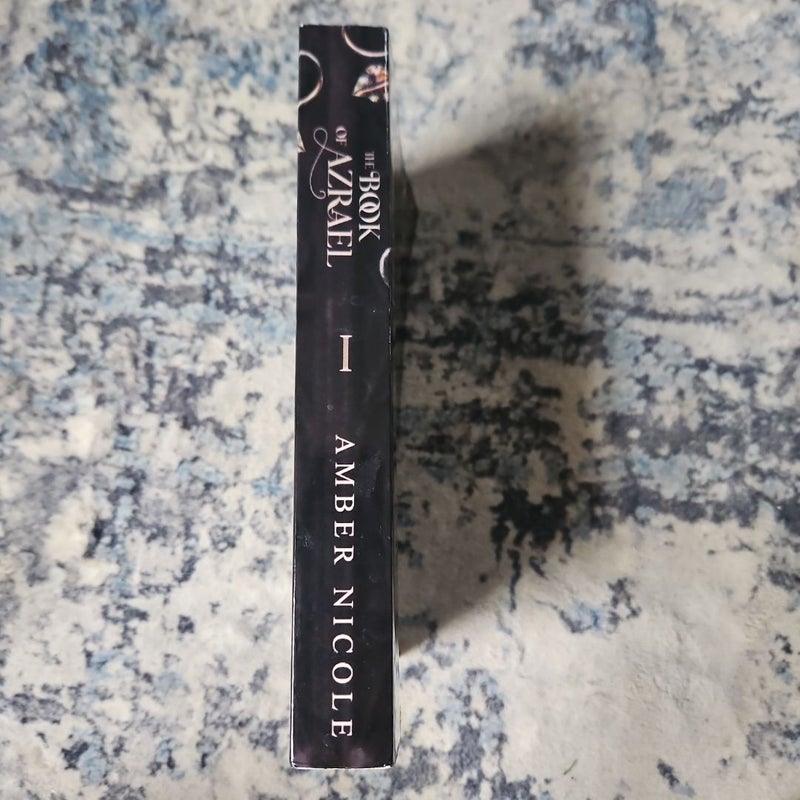 THE BOOK
OF AZRAEL
I
AMBER NICOLE